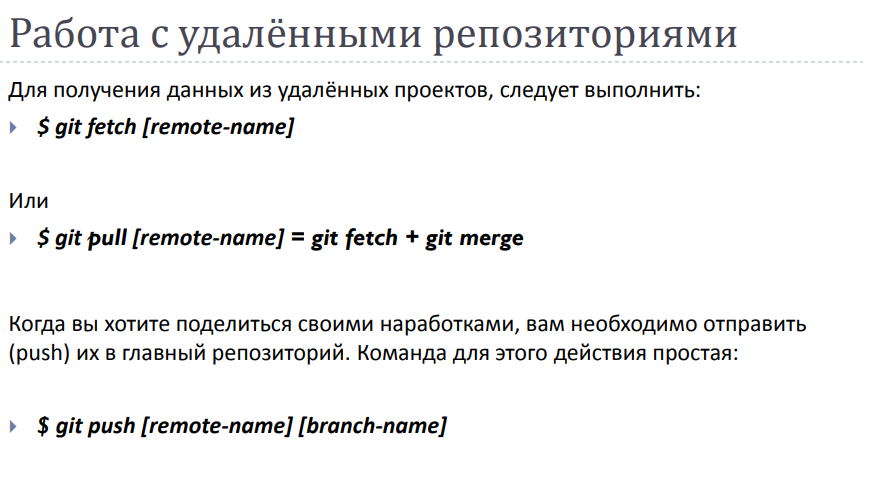 Работа с удалёнными репозиториями
Для получения данных из удалённых проектов, следует выполнить:
$ git fetch [remote-name]
Или
$ git pull [remote-name] = git fetch + git merge
Когда вы хотите поделиться своими наработками, вам необходимо отправить
(push) их в главный репозиторий. Команда для этого действия простая:
$ git push [remote-name] [branch-name]